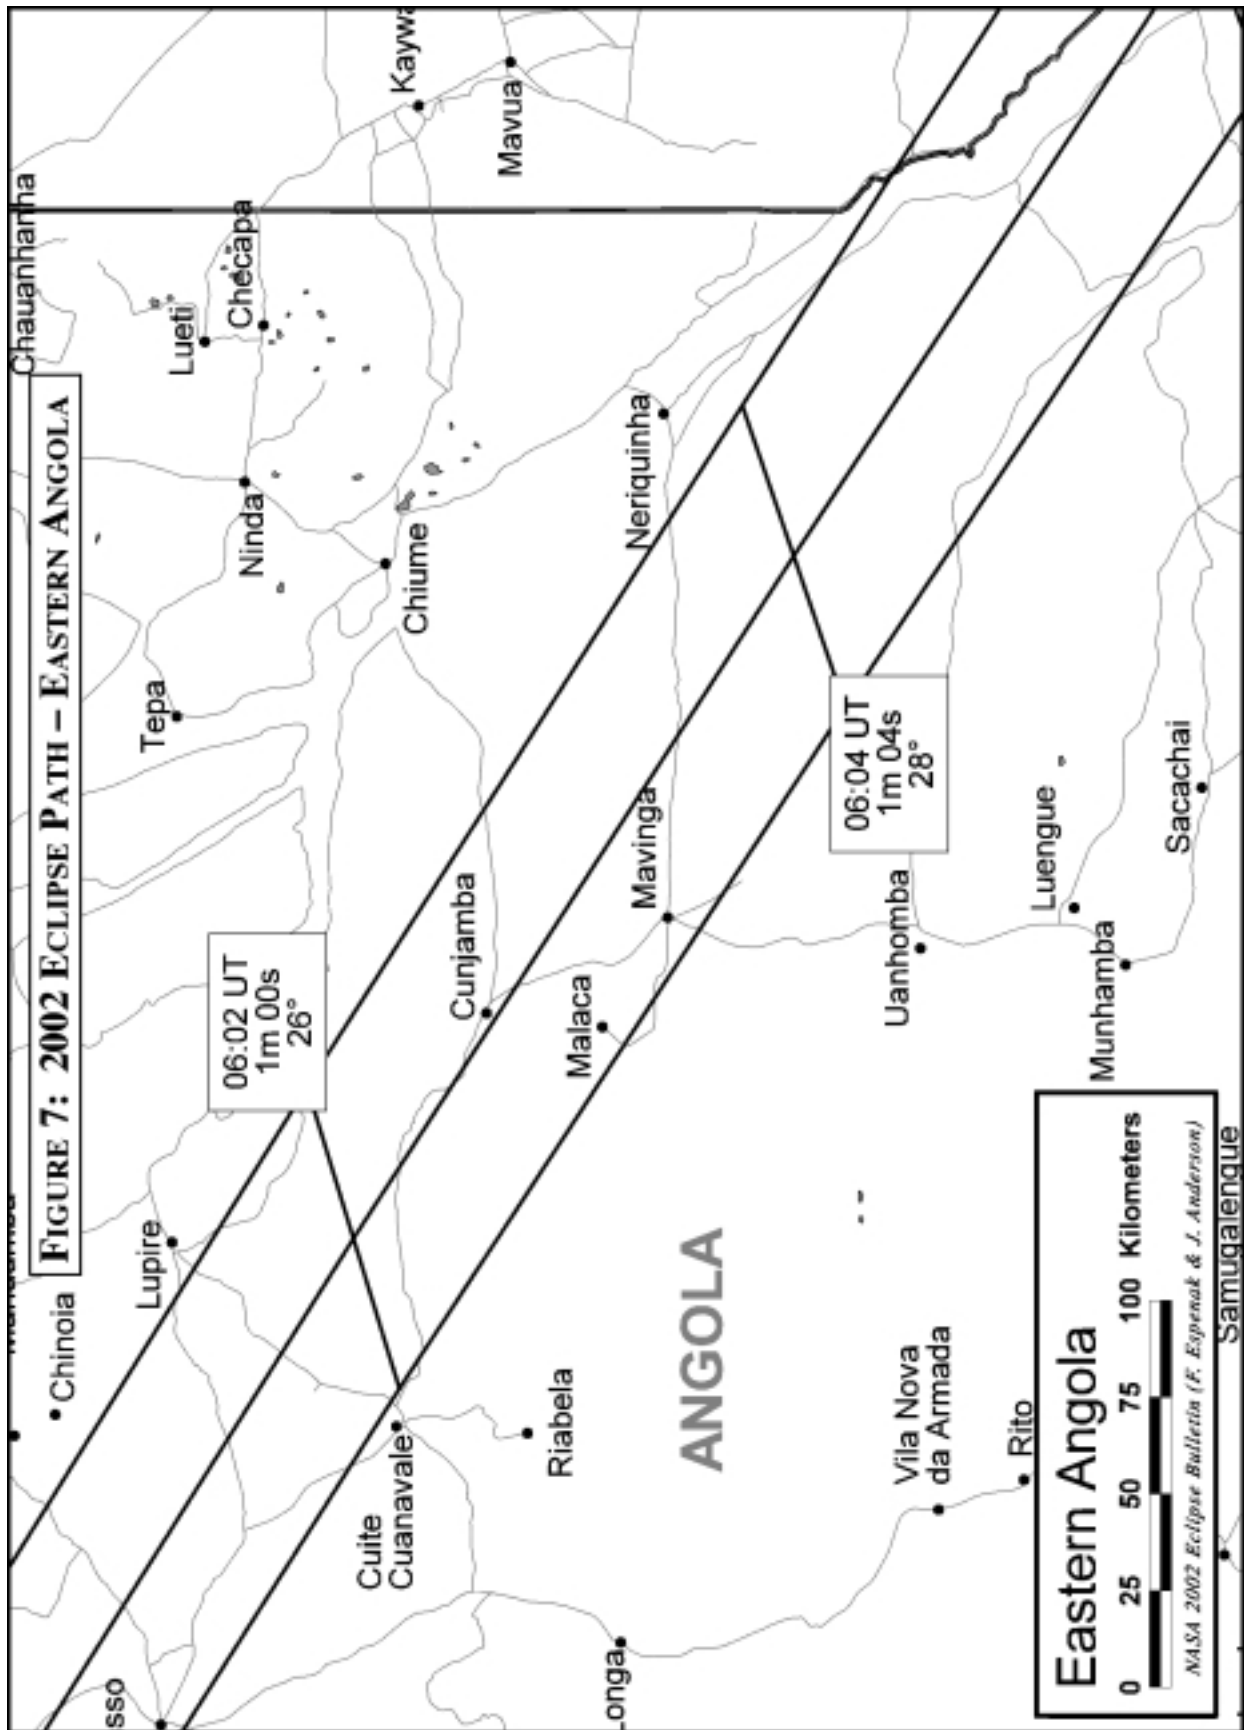 FIGURE 7: 2002 ECLIPSE PATH – EASTERN ANGOLA
Chinoia
Chauanhanha
Lupire
Tepa
Lueti
Checapa
Ninda
06:02 UT
1m 00s
26°
Chiume
Mavua
Cuite
Cuanavale
Cunjamba
Riabela
Malaca
Mavinga
Neriquinha
ANGOLA
06:04 UT
1m 04s
28°
Vila Nova
da Armada
Uanhomba
Rito
Luengue
Munhamba
Sacachai
Samugalengue
Eastern Angola
0 25 50 75 100 Kilometers
NASA 2002 Eclipse Bulletin (F. Espenak & J. Anderson)